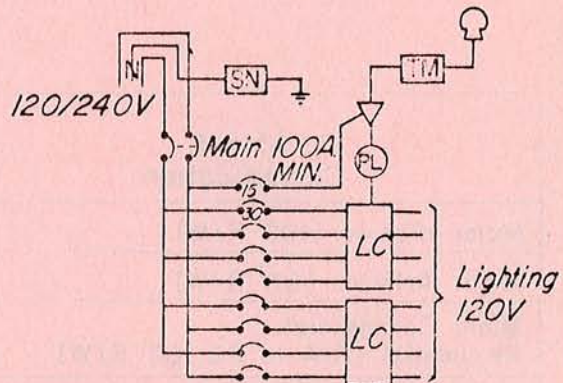 N
120/240V
SN
TM
Main 100A.
MIN.
PL
15
30
LC
LC
Lighting
120V